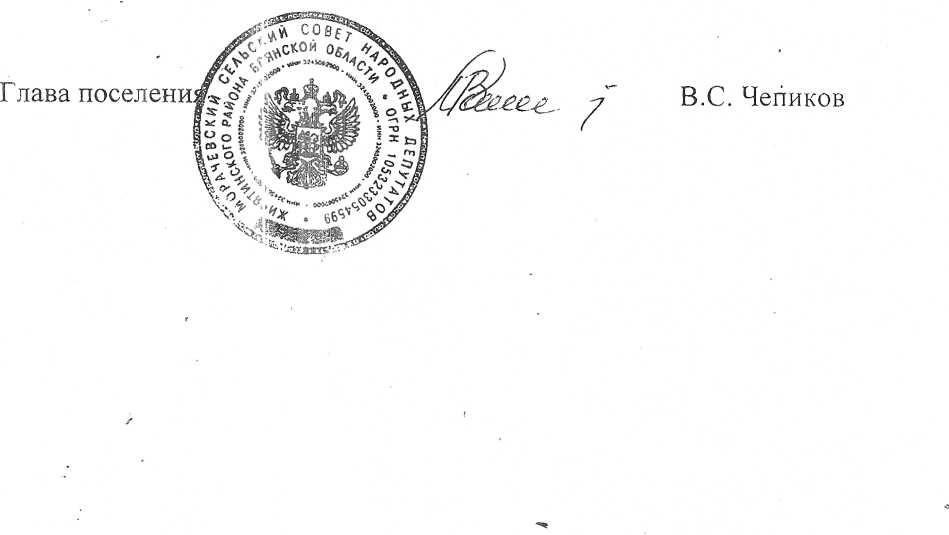 Глава поселения В.С. Чепиков
МОРАЧЕВСКИЙ СЕЛЬСКИЙ СОВЕТ НАРОДНЫХ ДЕПУТАТОВ
ЖИРЯТИНСКОГО РАЙОНА БРЯНСКОЙ ОБЛАСТИ * ОГРН 1053233054599 *